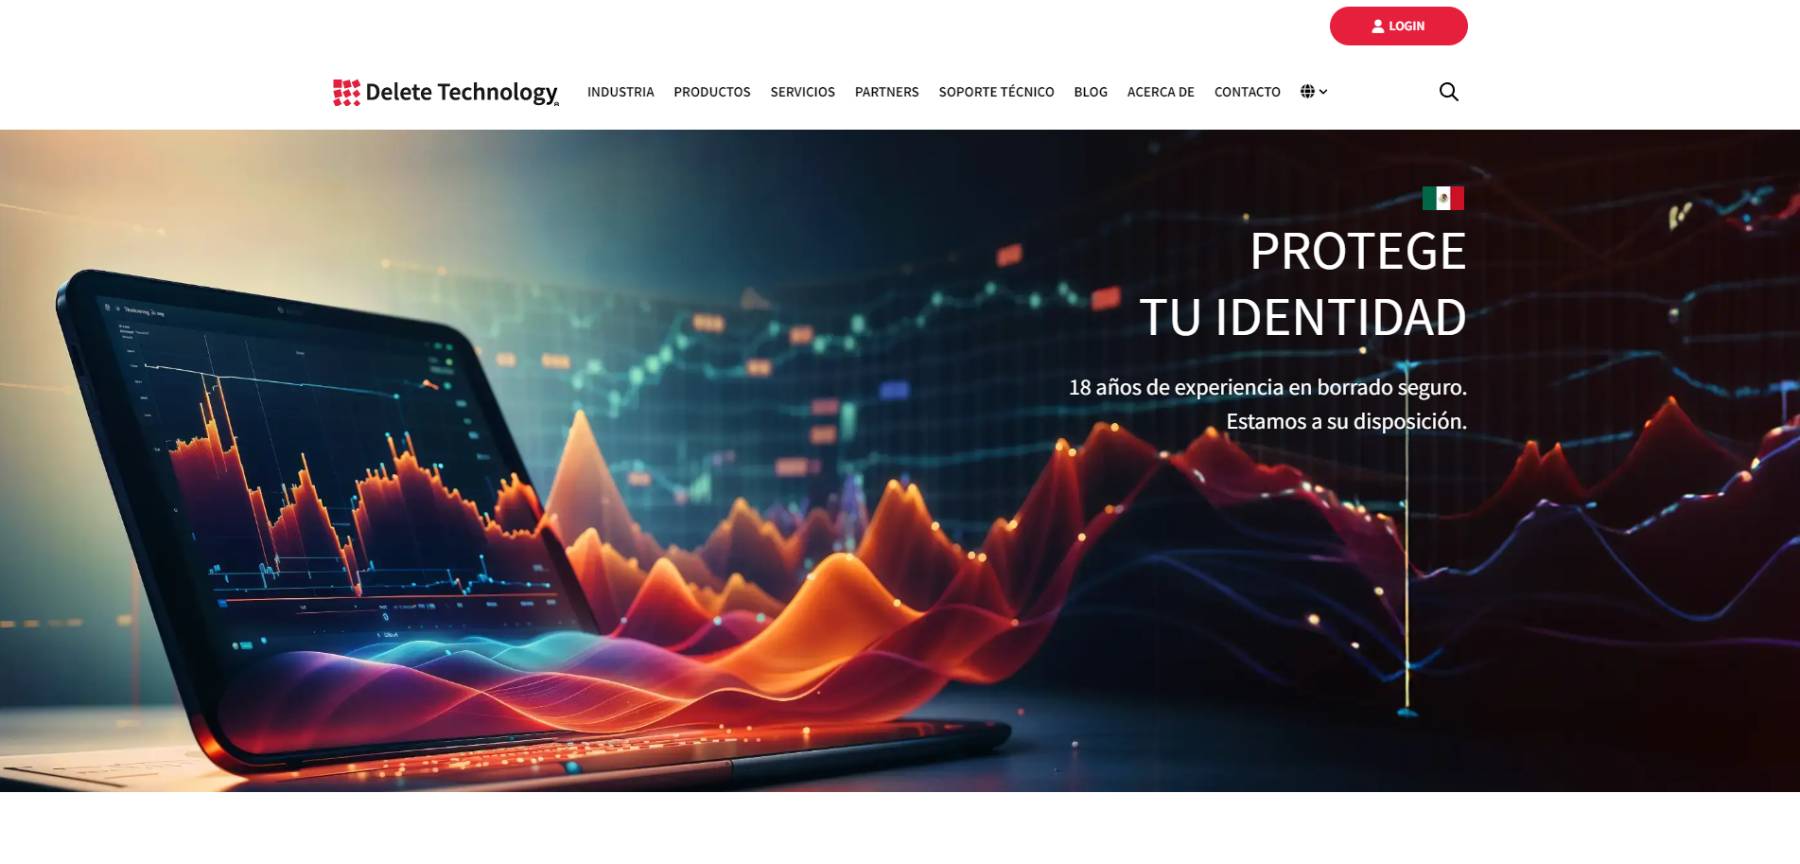 LOGIN
Delete Technology
INDUSTRIA PRODUCTOS SERVICIOS PARTNERS SOPORTE TÉCNICO BLOG ACERCA DE CONTACTO
PROTEGE
TU IDENTIDAD
18 años de experiencia en borrado seguro.
Estamos a su disposición.